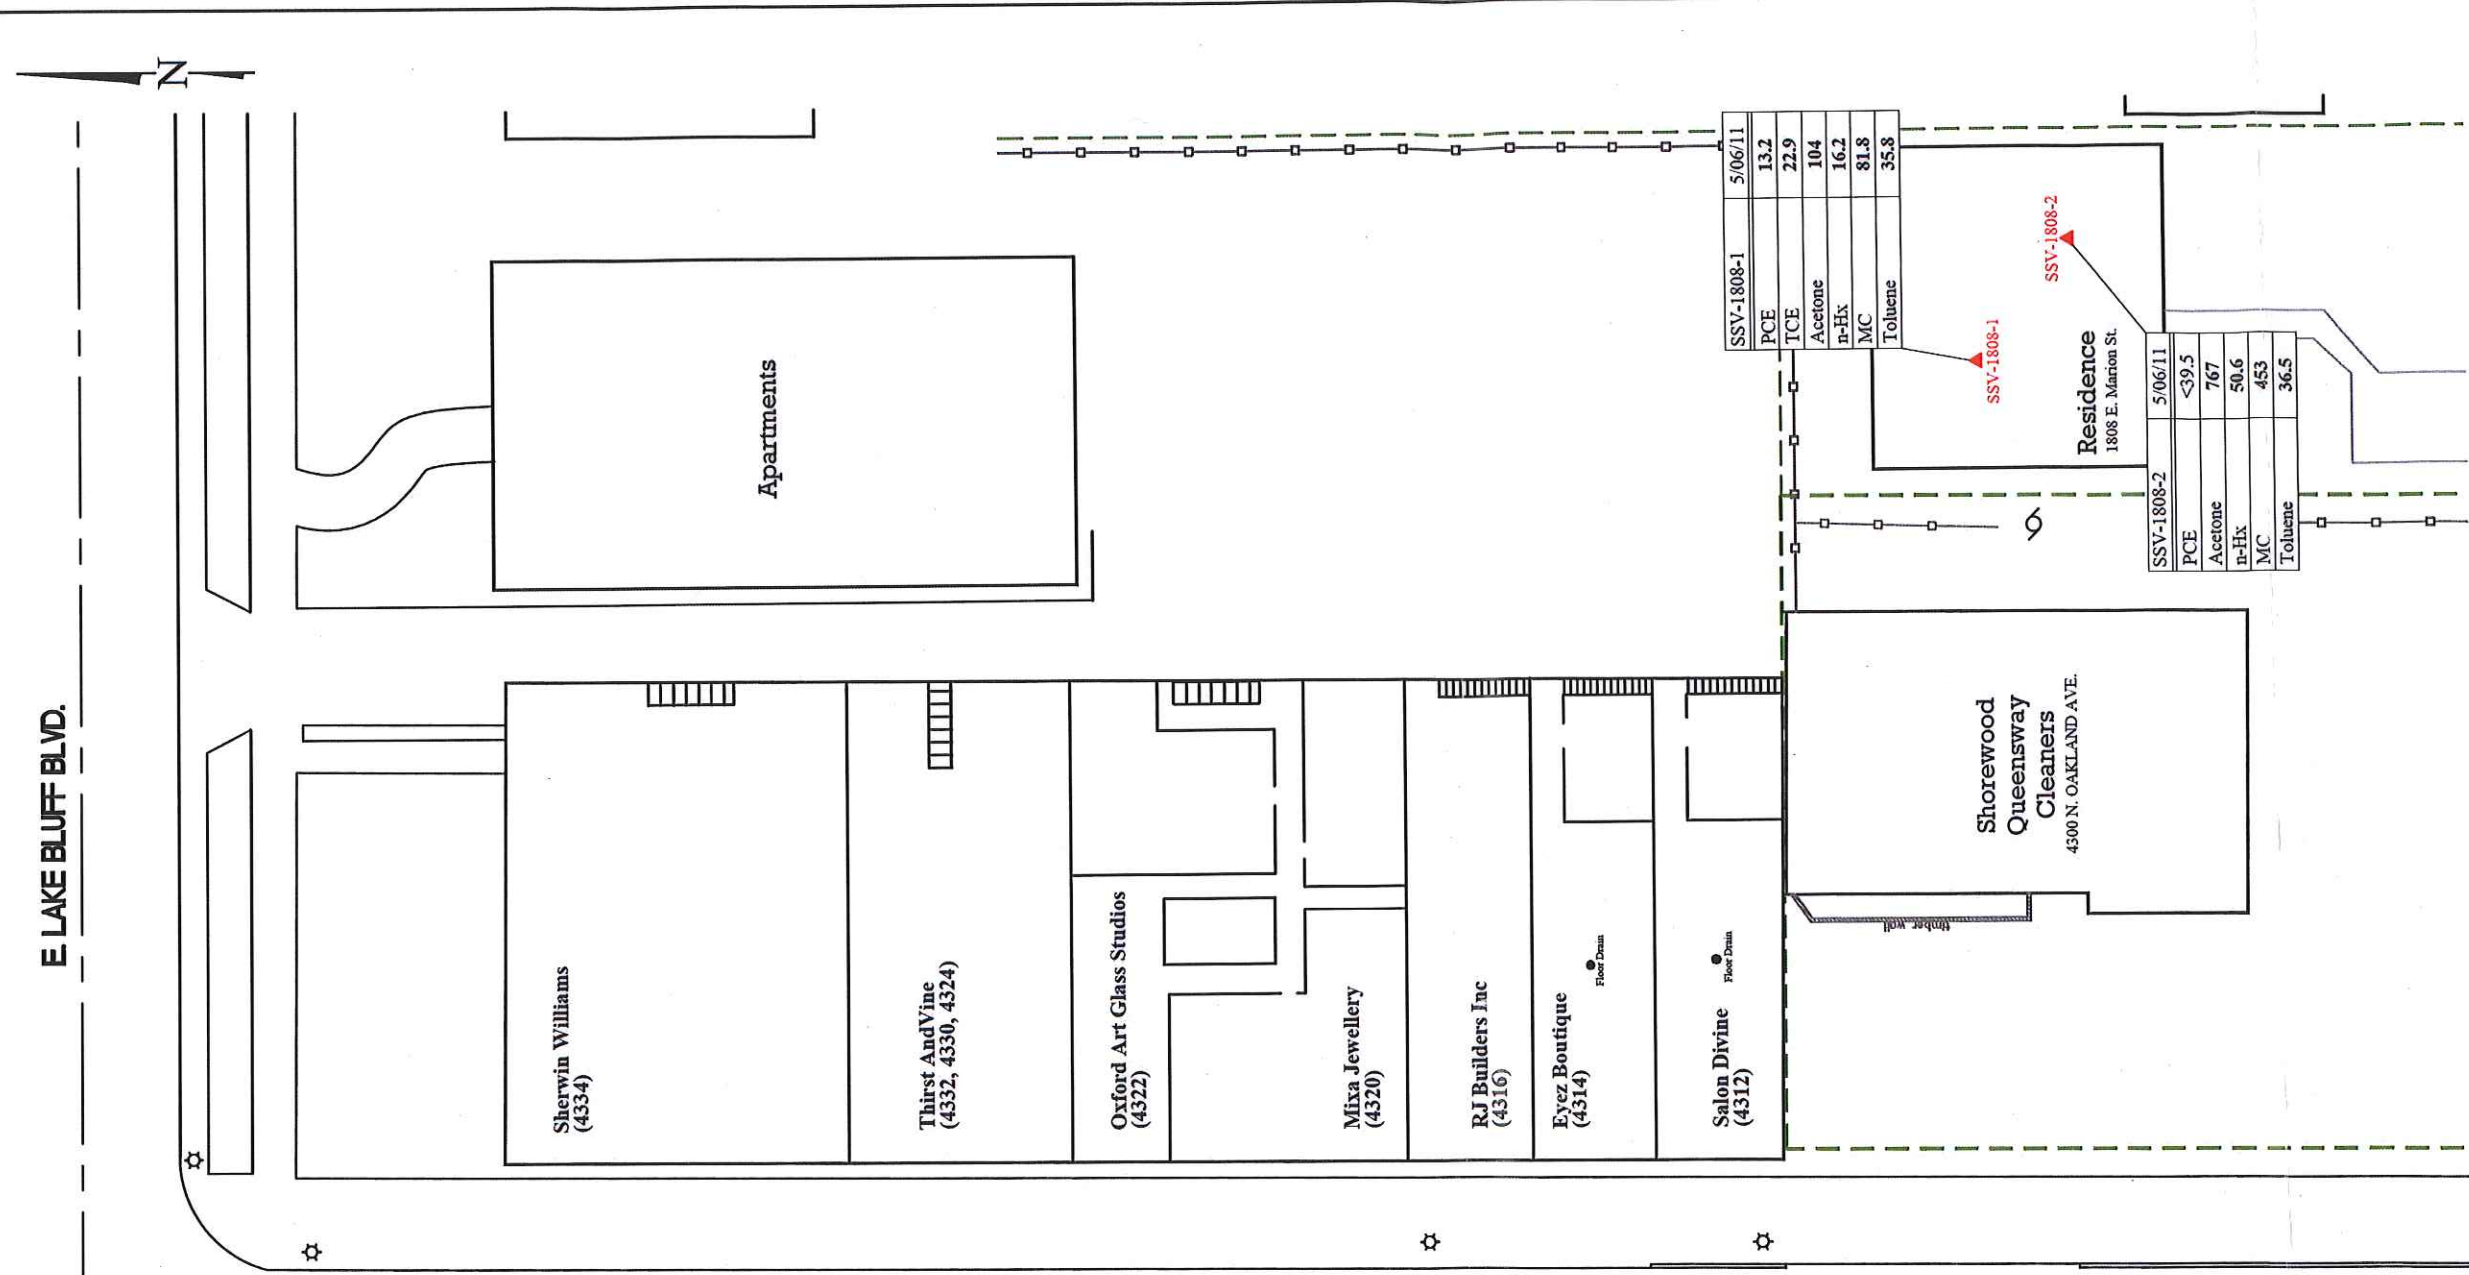 N
E. LAKE BLUFF BLVD.
Apartments
Sherwin Williams
(4334)
Thirst AndVine
(4332, 4330, 4324)
Oxford Art Glass Studios
(4322)
Mixa Jewellery
(4320)
RJ Builders Inc
(4316)
Eyez Boutique
(4314)
Floor Drain
Salon Divine
(4312)
Floor Drain
SSV-1808-1 5/06/11
PCE 13.2
TCE 22.9
Acetone 104
n-Hx 16.2
MC 81.8
Toluene 35.8
SSV-1808-1
SSV-1808-2
Residence
1808 E. Marion St.
SSV-1808-2 5/06/11
PCE <39.5
Acetone 767
n-Hx 50.6
MC 453
Toluene 36.5
Shorewood
Queensway
Cleaners
4300 N. OAKLAND AVE.
timber wall